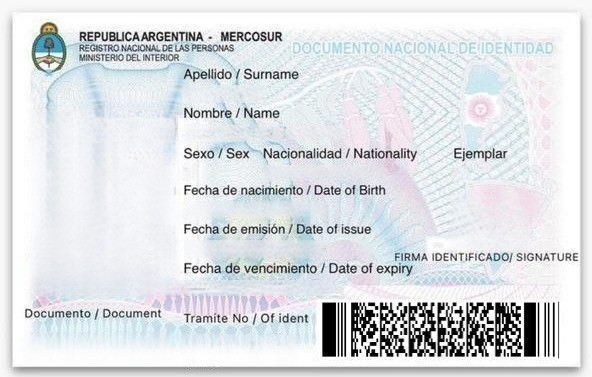 REPUBLICA ARGENTINA - MERCOSUR
REGISTRO NACIONAL DE LAS PERSONAS
MINISTERIO DEL INTERIOR
DOCUMENTO NACIONAL DE IDENTIDAD
Apellido / Surname
Nombre / Name
Sexo / Sex Nacionalidad / Nationality Ejemplar
Fecha de nacimiento / Date of Birth
Fecha de emisión / Date of issue
FIRMA IDENTIFICADO/ SIGNATURE
Fecha de vencimiento / Date of expiry
Documento / Document
Tramite No / Of ident